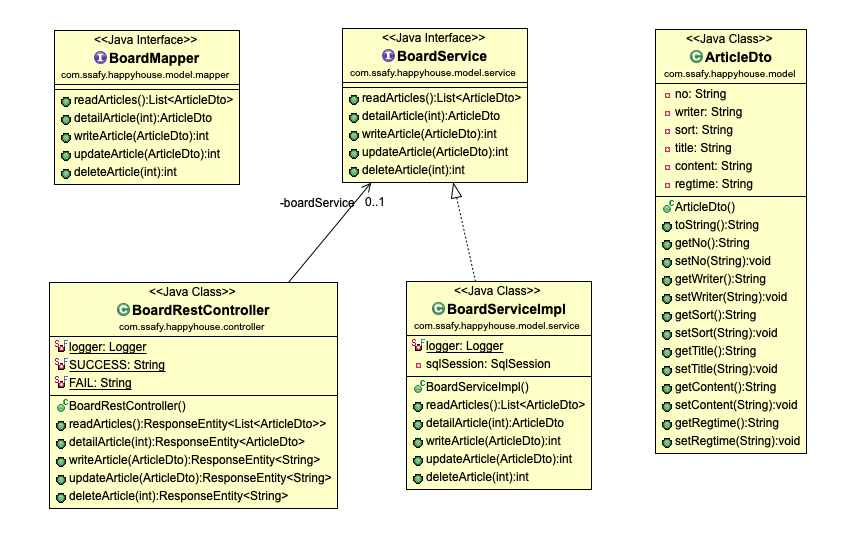 <<Java Interface>>
BoardMapper
com.ssafy.happyhouse.model.mapper
readArticles():List<ArticleDto>
detailArticle(int):ArticleDto
writeArticle(ArticleDto):int
updateArticle(ArticleDto):int
deleteArticle(int):int
<<Java Interface>>
BoardService
com.ssafy.happyhouse.model.service
readArticles():List<ArticleDto>
detailArticle(int):ArticleDto
writeArticle(ArticleDto):int
updateArticle(ArticleDto):int
deleteArticle(int):int
<<Java Class>>
ArticleDto
com.ssafy.happyhouse.model
no: String
writer: String
sort: String
title: String
content: String
regtime: String
ArticleDto()
toString():String
getNo():String
setNo(String):void
getWriter():String
setWriter(String):void
getSort():String
setSort(String):void
getTitle():String
setTitle(String):void
getContent():String
setContent(String):void
getRegtime():String
setRegtime(String):void
-boardService 0..1
<<Java Class>>
BoardRestController
com.ssafy.happyhouse.controller
logger: Logger
SUCCESS: String
FAIL: String
BoardRestController()
readArticles():ResponseEntity<List<ArticleDto>>
detailArticle(int):ResponseEntity<ArticleDto>
writeArticle(ArticleDto):ResponseEntity<String>
updateArticle(ArticleDto):ResponseEntity<String>
deleteArticle(int):ResponseEntity<String>
<<Java Class>>
BoardServiceImpl
com.ssafy.happyhouse.model.service
logger: Logger
sqlSession: SqlSession
BoardServiceImpl()
readArticles():List<ArticleDto>
detailArticle(int):ArticleDto
writeArticle(ArticleDto):int
updateArticle(ArticleDto):int
deleteArticle(int):int